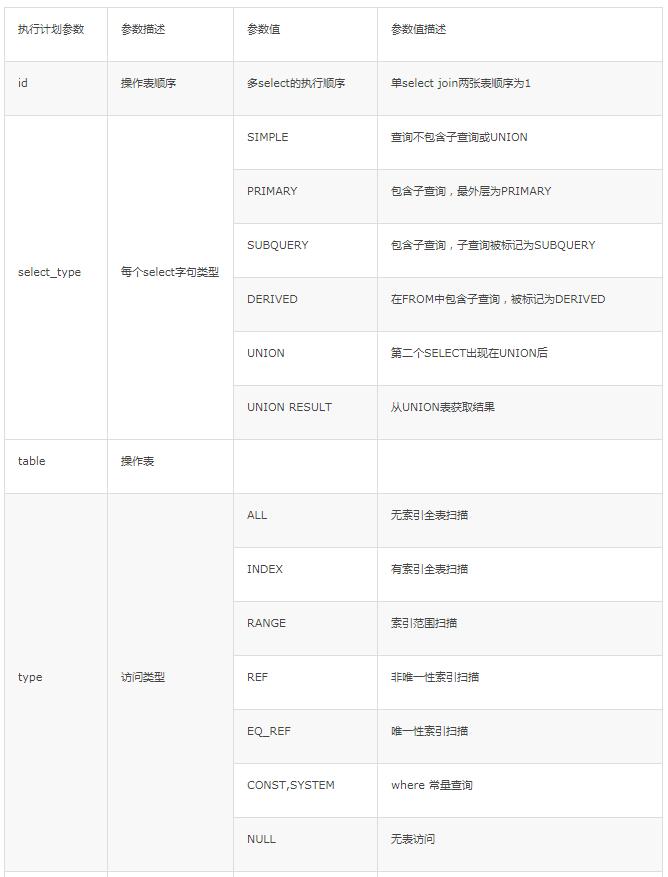 执行计划参数 参数描述 参数值 参数值描述
id 操作表顺序 多select的执行顺序 单select join两张表顺序为1
SIMPLE 查询不包含子查询或UNION
PRIMARY 包含子查询，最外层为PRIMARY
SUBQUERY 包含子查询，子查询被标记为SUBQUERY
select_type 每个select字句类型
DERIVED 在FROM中包含子查询，被标记为DERIVED
UNION 第二个SELECT出现在UNION后
UNION RESULT 从UNION表获取结果
table 操作表
ALL 无索引全表扫描
INDEX 有索引全表扫描
RANGE 索引范围扫描
type 访问类型 REF 非唯一性索引扫描
EQ_REF 唯一性索引扫描
CONST,SYSTEM where 常量查询
NULL 无表访问